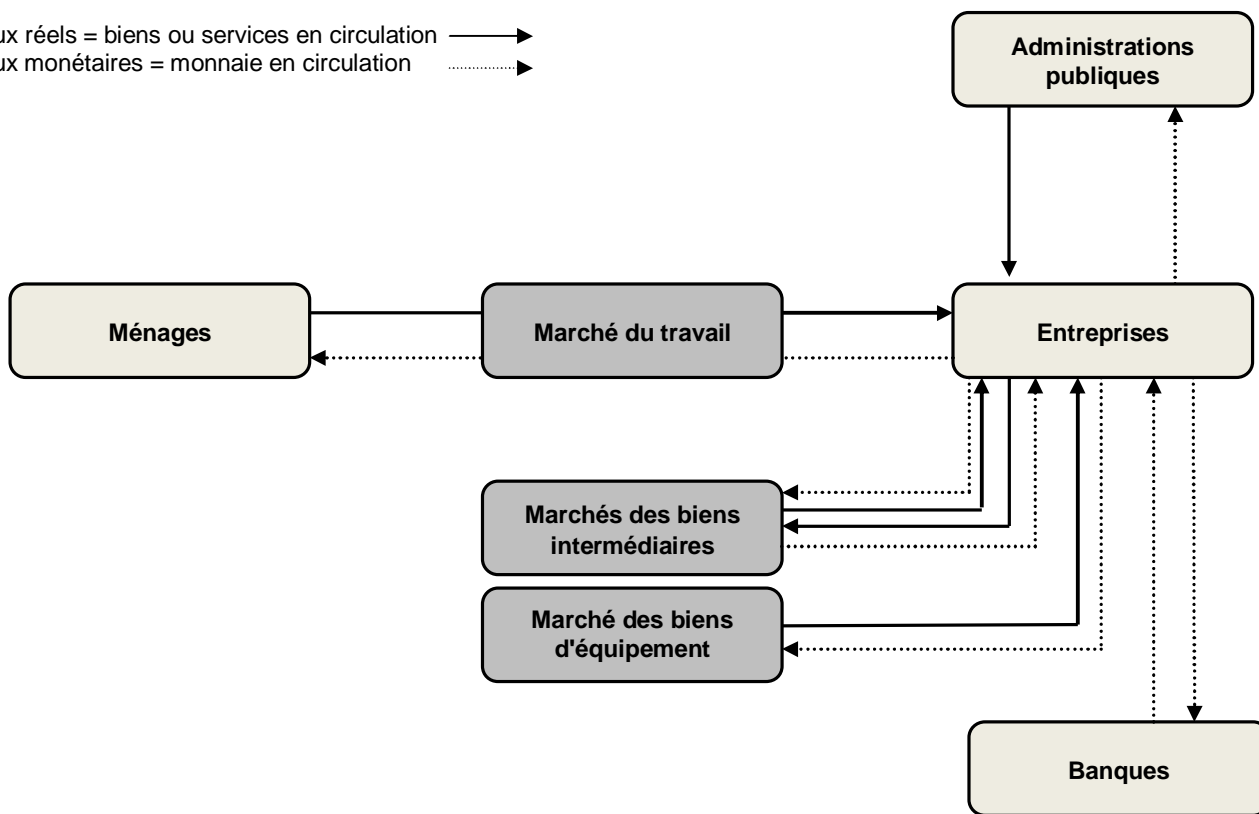 ux réels = biens ou services en circulation
ux monétaires = monnaie en circulation
Administrations
publiques
Ménages
Marché du travail
Entreprises
Marchés des biens
intermédiaires
Marché des biens
d'équipement
Banques